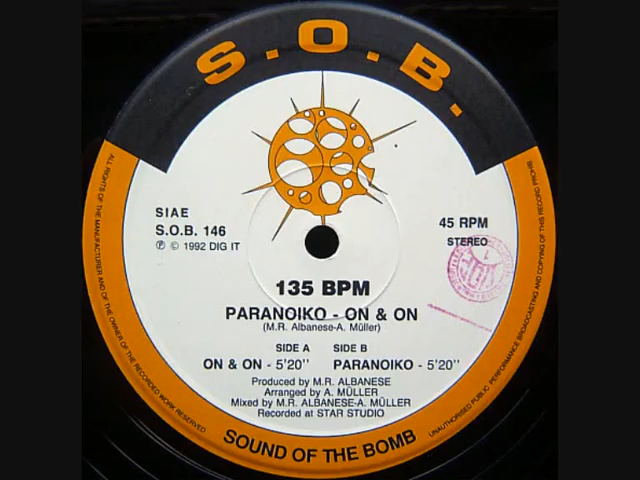 S.O.B.
SIAE
S.O.B. 146
Ⓟ © 1992 DIG IT
45 RPM
STEREO
135 BPM
PARANOIKO - ON & ON
(M.R. Albanese-A. Müller)
SIDE A SIDE B
ON & ON - 5'20'' PARANOIKO - 5'20''
Produced by M.R. ALBANESE
Arranged by A. MÜLLER
Mixed by M.R. ALBANESE-A. MÜLLER
Recorded at STAR STUDIO
SOUND OF THE BOMB
ALL RIGHTS OF THE MANUFACTURER AND OF THE OWNER OF THE RECORDED WORK RESERVED
UNAUTHORISED PUBLIC PERFORMANCE BROADCASTING AND COPYING OF THIS RECORD PROHIB.